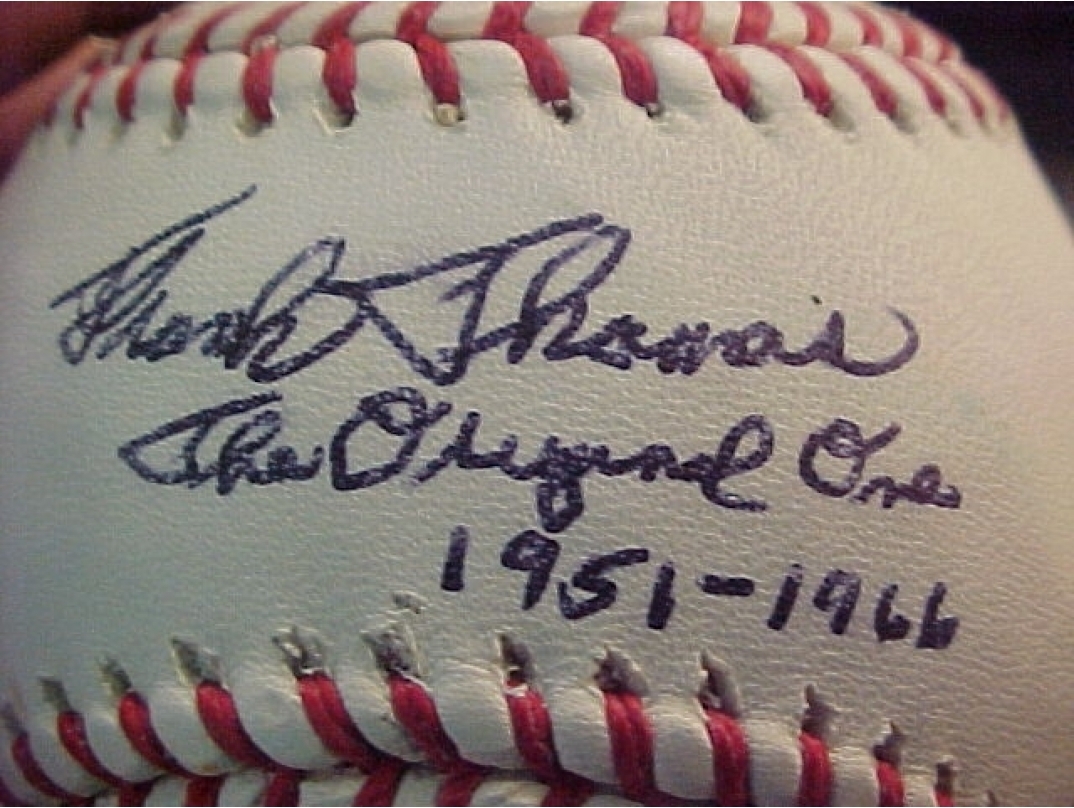 Frank Thomas
The Original One
1951-1966